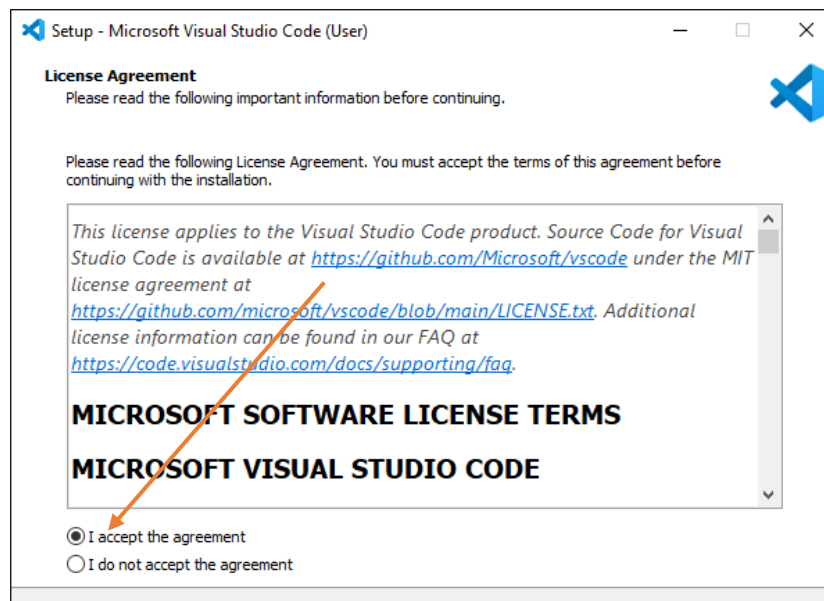 Setup - Microsoft Visual Studio Code (User)
License Agreement
Please read the following important information before continuing.
Please read the following License Agreement. You must accept the terms of this agreement before
continuing with the installation.
This license applies to the Visual Studio Code product. Source Code for Visual
Studio Code is available at https://github.com/Microsoft/vscode under the MIT
license agreement at
https://github.com/microsoft/vscode/blob/main/LICENSE.txt. Additional
license information can be found in our FAQ at
https://code.visualstudio.com/docs/supporting/faq.
MICROSOFT SOFTWARE LICENSE TERMS
MICROSOFT VISUAL STUDIO CODE
I accept the agreement
I do not accept the agreement